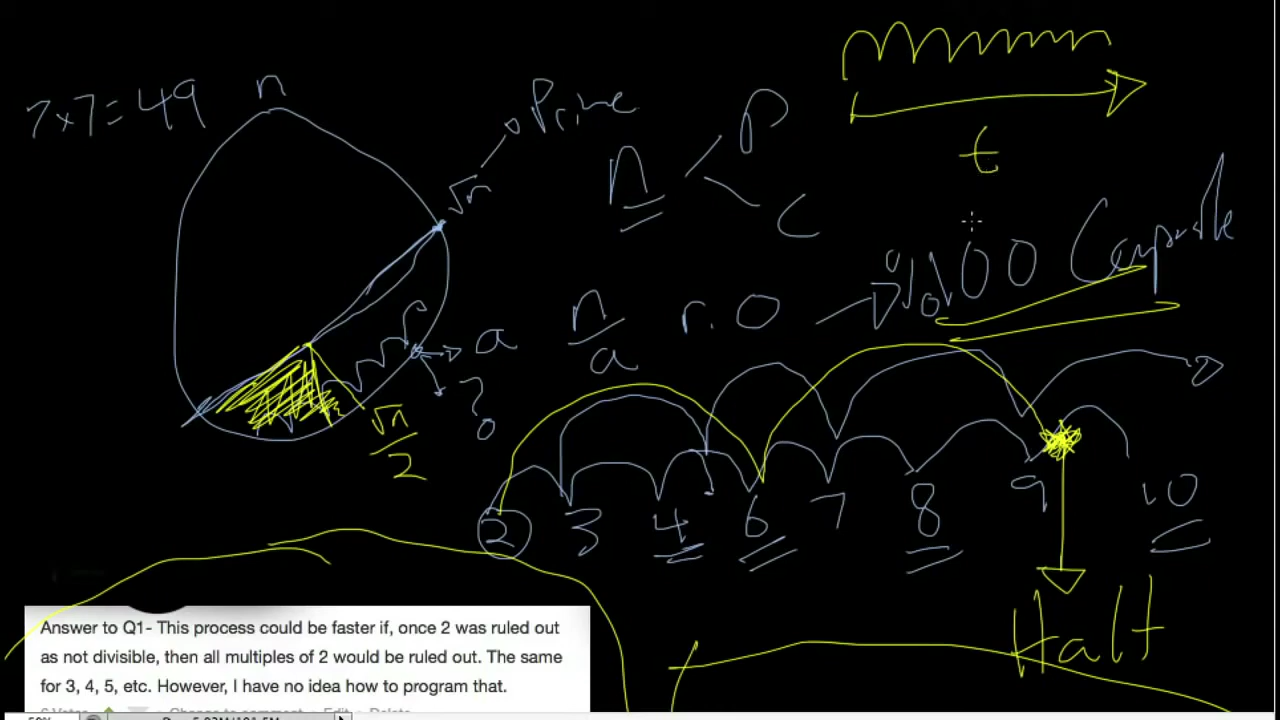 7x7=49
n
√n
Prime
n
P
C
t
n/a r.0
%100 Composite
a
?
√n/2
2 3 4 6 7 8 9 10
Halt
Answer to Q1- This process could be faster if, once 2 was ruled out
as not divisible, then all multiples of 2 would be ruled out. The same
for 3, 4, 5, etc. However, I have no idea how to program that.